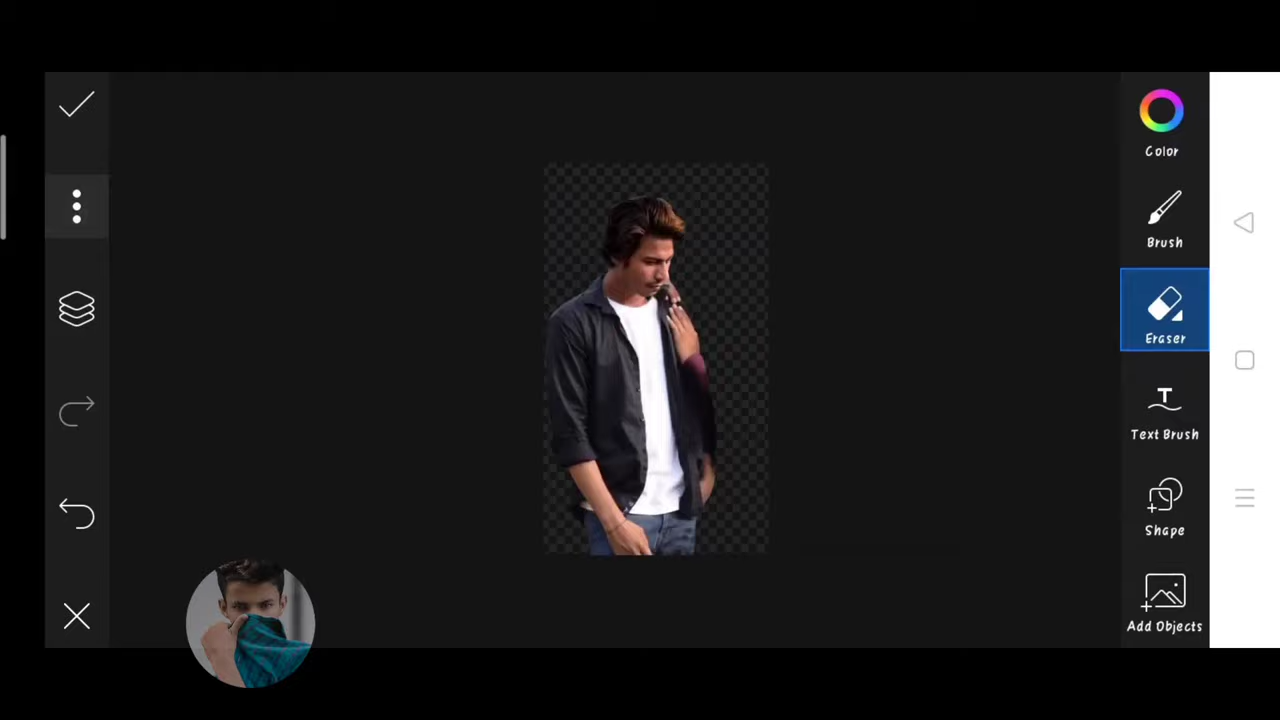 Color
Brush
Eraser
Text Brush
Shape
Add Objects